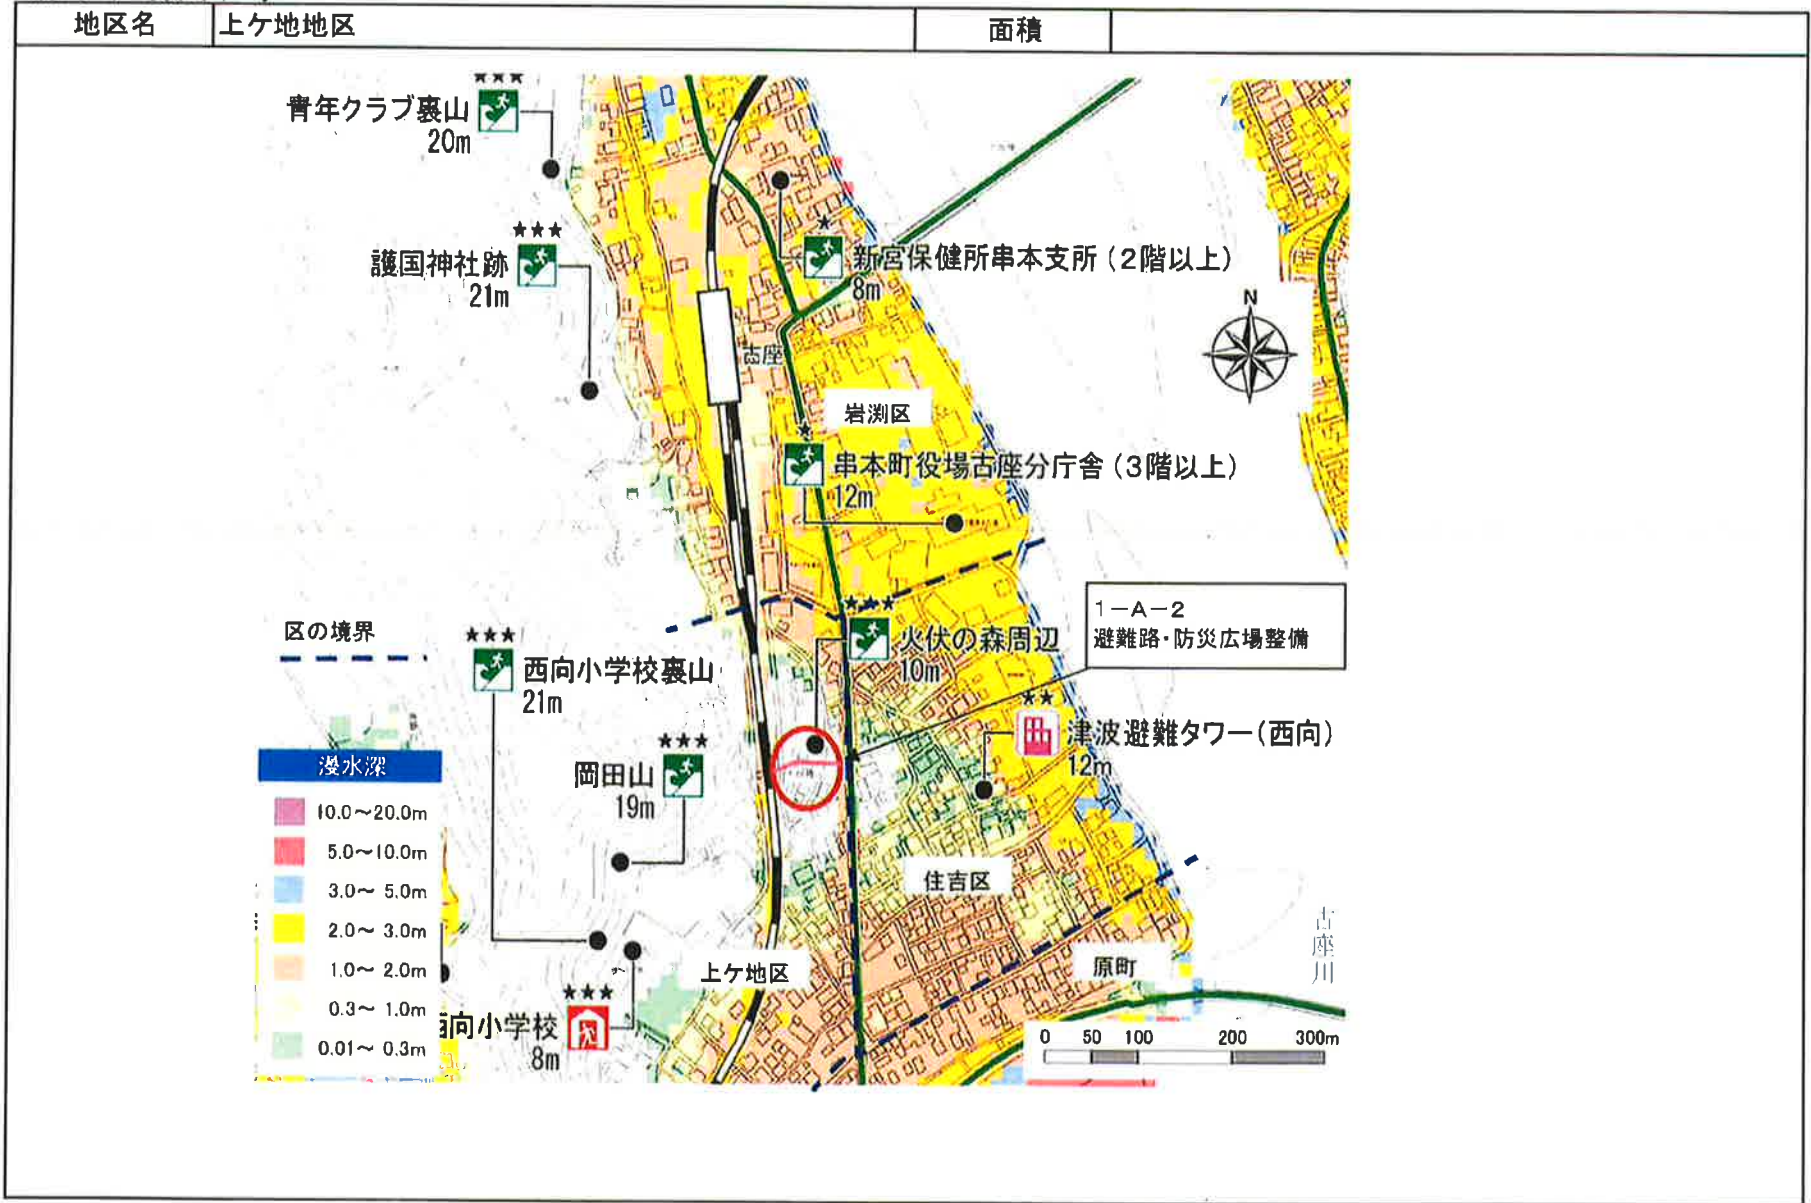 地区名 上ケ地地区 面積
★★★
青年クラブ裏山
20m
★★★
護国神社跡
21m
★
新宮保健所串本支所（2階以上）
8m
N
古座
岩渕区
★
串本町役場古座分庁舎（3階以上）
12m
1－A－2
避難路・防災広場整備
区の境界
★★★
火伏の森周辺
10m
★★★
西向小学校裏山
21m
★★
津波避難タワー(西向)
12m
★★★
岡田山
19m
浸水深
10.0～20.0m
5.0～10.0m
3.0～ 5.0m
2.0～ 3.0m
1.0～ 2.0m
0.3～ 1.0m
0.01～ 0.3m
住吉区
古座川
原町
上ケ地区
★★★
向小学校
8m
0 50 100 200 300m